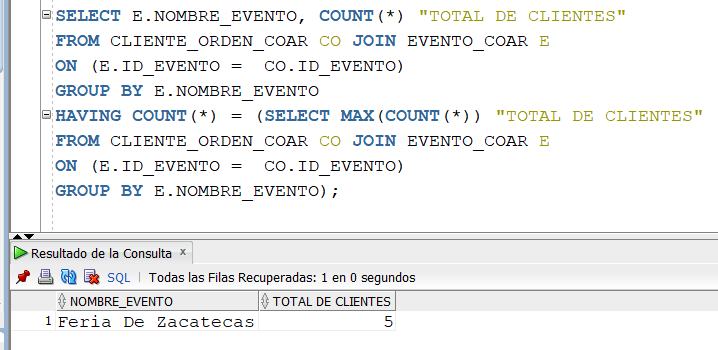 SELECT E.NOMBRE_EVENTO, COUNT(*) "TOTAL DE CLIENTES"
FROM CLIENTE_ORDEN_COAR CO JOIN EVENTO_COAR E
ON (E.ID_EVENTO =  CO.ID_EVENTO)
GROUP BY E.NOMBRE_EVENTO
HAVING COUNT(*) = (SELECT MAX(COUNT(*)) "TOTAL DE CLIENTES"
FROM CLIENTE_ORDEN_COAR CO JOIN EVENTO_COAR E
ON (E.ID_EVENTO =  CO.ID_EVENTO)
GROUP BY E.NOMBRE_EVENTO);
Resultado de la Consulta x
SQL | Todas las Filas Recuperadas: 1 en 0 segundos
NOMBRE_EVENTO TOTAL DE CLIENTES
1 Feria De Zacatecas 5